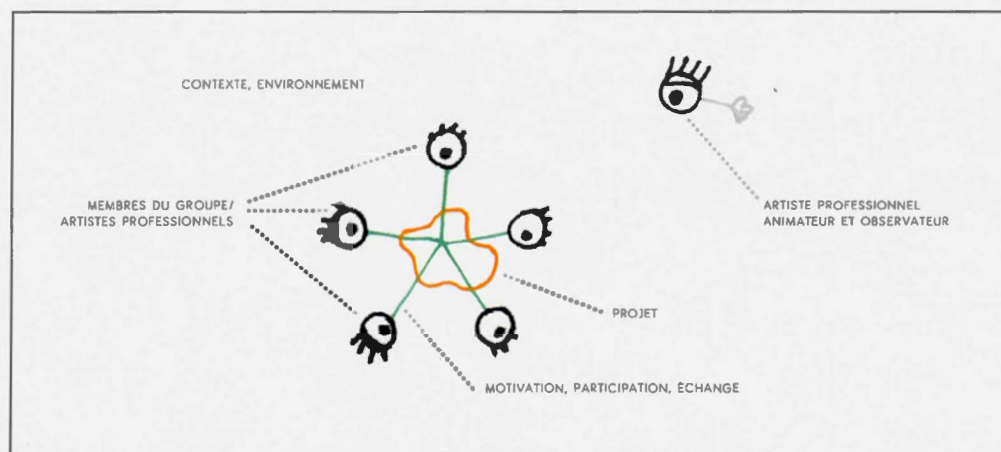 CONTEXTE, ENVIRONNEMENT
MEMBRES DU GROUPE/
ARTISTES PROFESSIONNELS
ARTISTE PROFESSIONNEL
ANIMATEUR ET OBSERVATEUR
PROJET
MOTIVATION, PARTICIPATION, ÉCHANGE